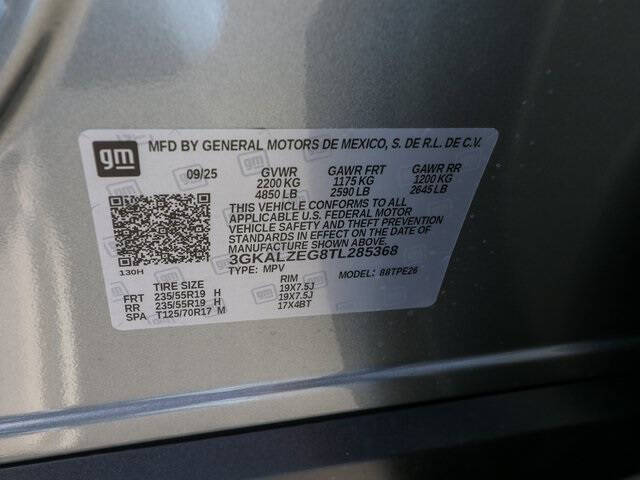 gm
MFD BY GENERAL MOTORS DE MEXICO, S. DE R.L. DE C.V.
09/25 GVWR GAWR FRT GAWR RR
2200 KG 1175 KG 1200 KG
4850 LB 2590 LB 2645 LB
THIS VEHICLE CONFORMS TO ALL
APPLICABLE U.S. FEDERAL MOTOR
VEHICLE SAFETY AND THEFT PREVENTION
STANDARDS IN EFFECT ON THE DATE OF
MANUFACTURE SHOWN ABOVE.
3GKALZEG8TL285368
130H TYPE: MPV MODEL: 88TPE26
TIRE SIZE RIM
FRT 235/55R19 H 19X7.5J
RR 235/55R19 H 19X7.5J
SPA T125/70R17 M 17X4BT